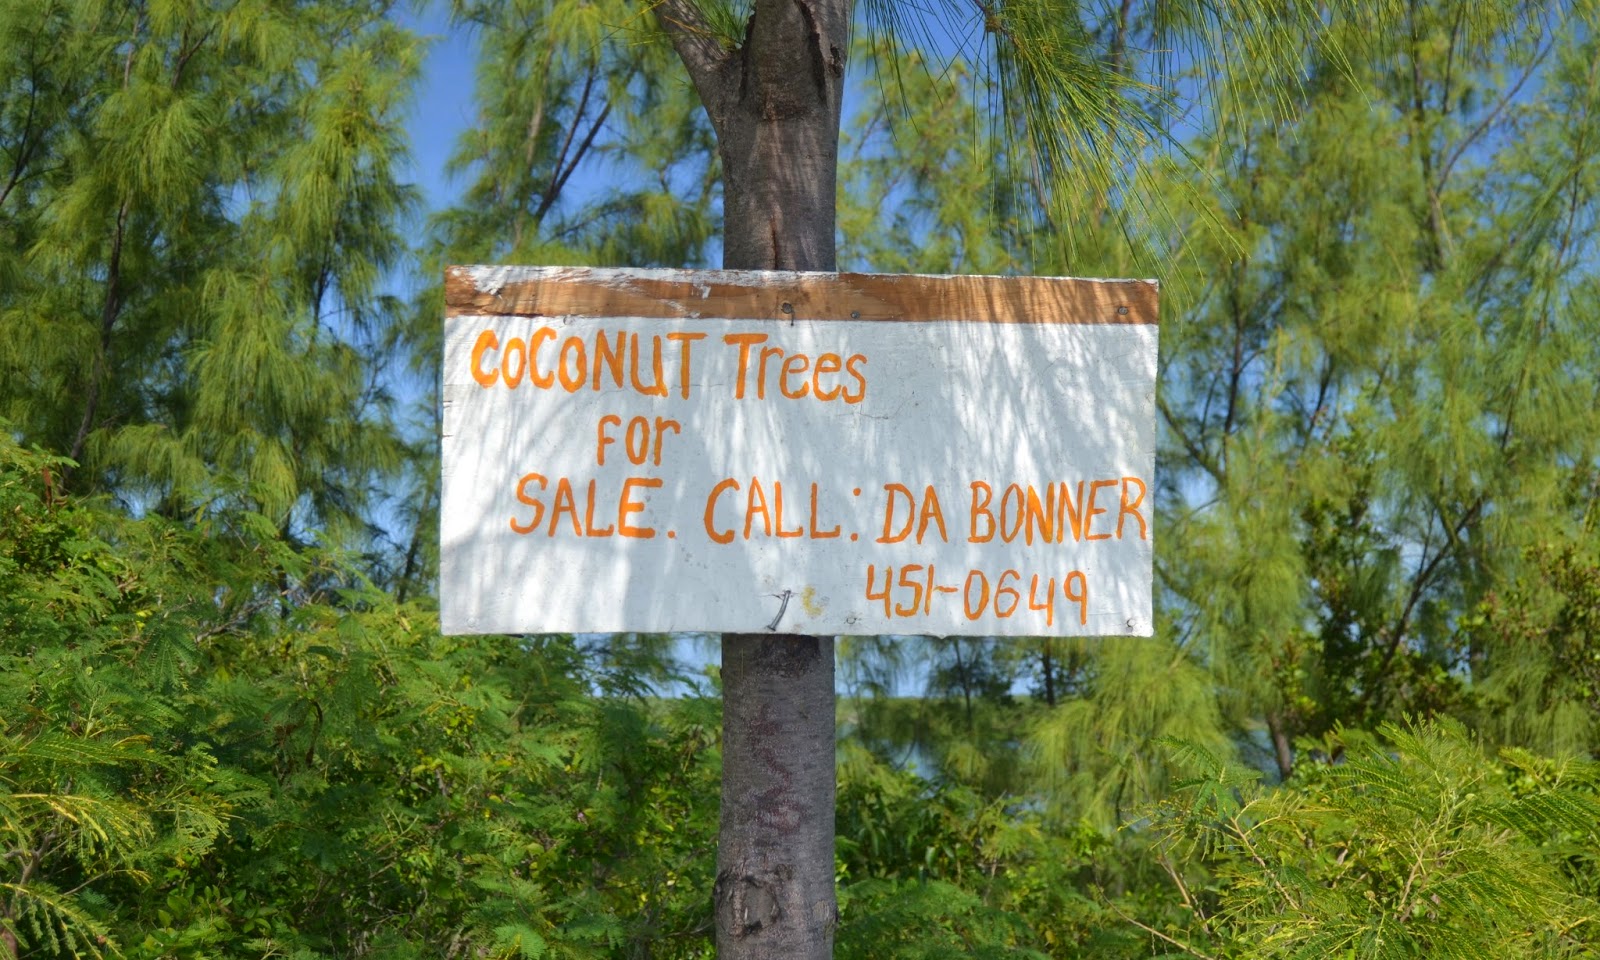 COCONUT Trees
For
SALE. CALL: DA BONNER
451-0649